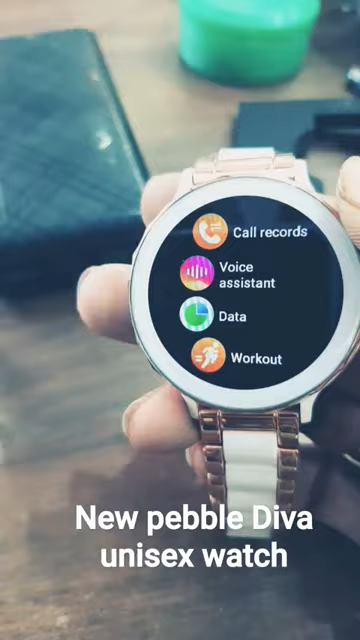 Call records
Voice
assistant
Data
Workout
New pebble Diva
unisex watch